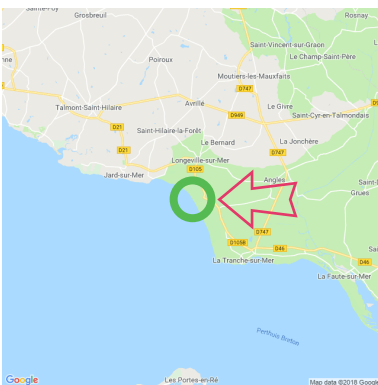 Sainte-Foy
Grosbreuil
Rosnay
Saint-Vincent-sur-Graon
Le Champ-Saint-Père
Poiroux
Moutiers-les-Mauxfaits
D747
Avrillé
Le Givre
Talmont-Saint-Hilaire
D949
Saint-Cyr-en-Talmondais
D21
Saint-Hilaire-la-Forêt
Le Bernard
La Jonchère
D21
D747
Longeville-sur-Mer
D105
Jard-sur-Mer
Angles
Grues
D747
D105B
D46
La Tranche-sur-Mer
D46
La Faute-sur-Mer
Perthuis Breton
Les Portes-en-Ré
Google
Map data ©2018 Google